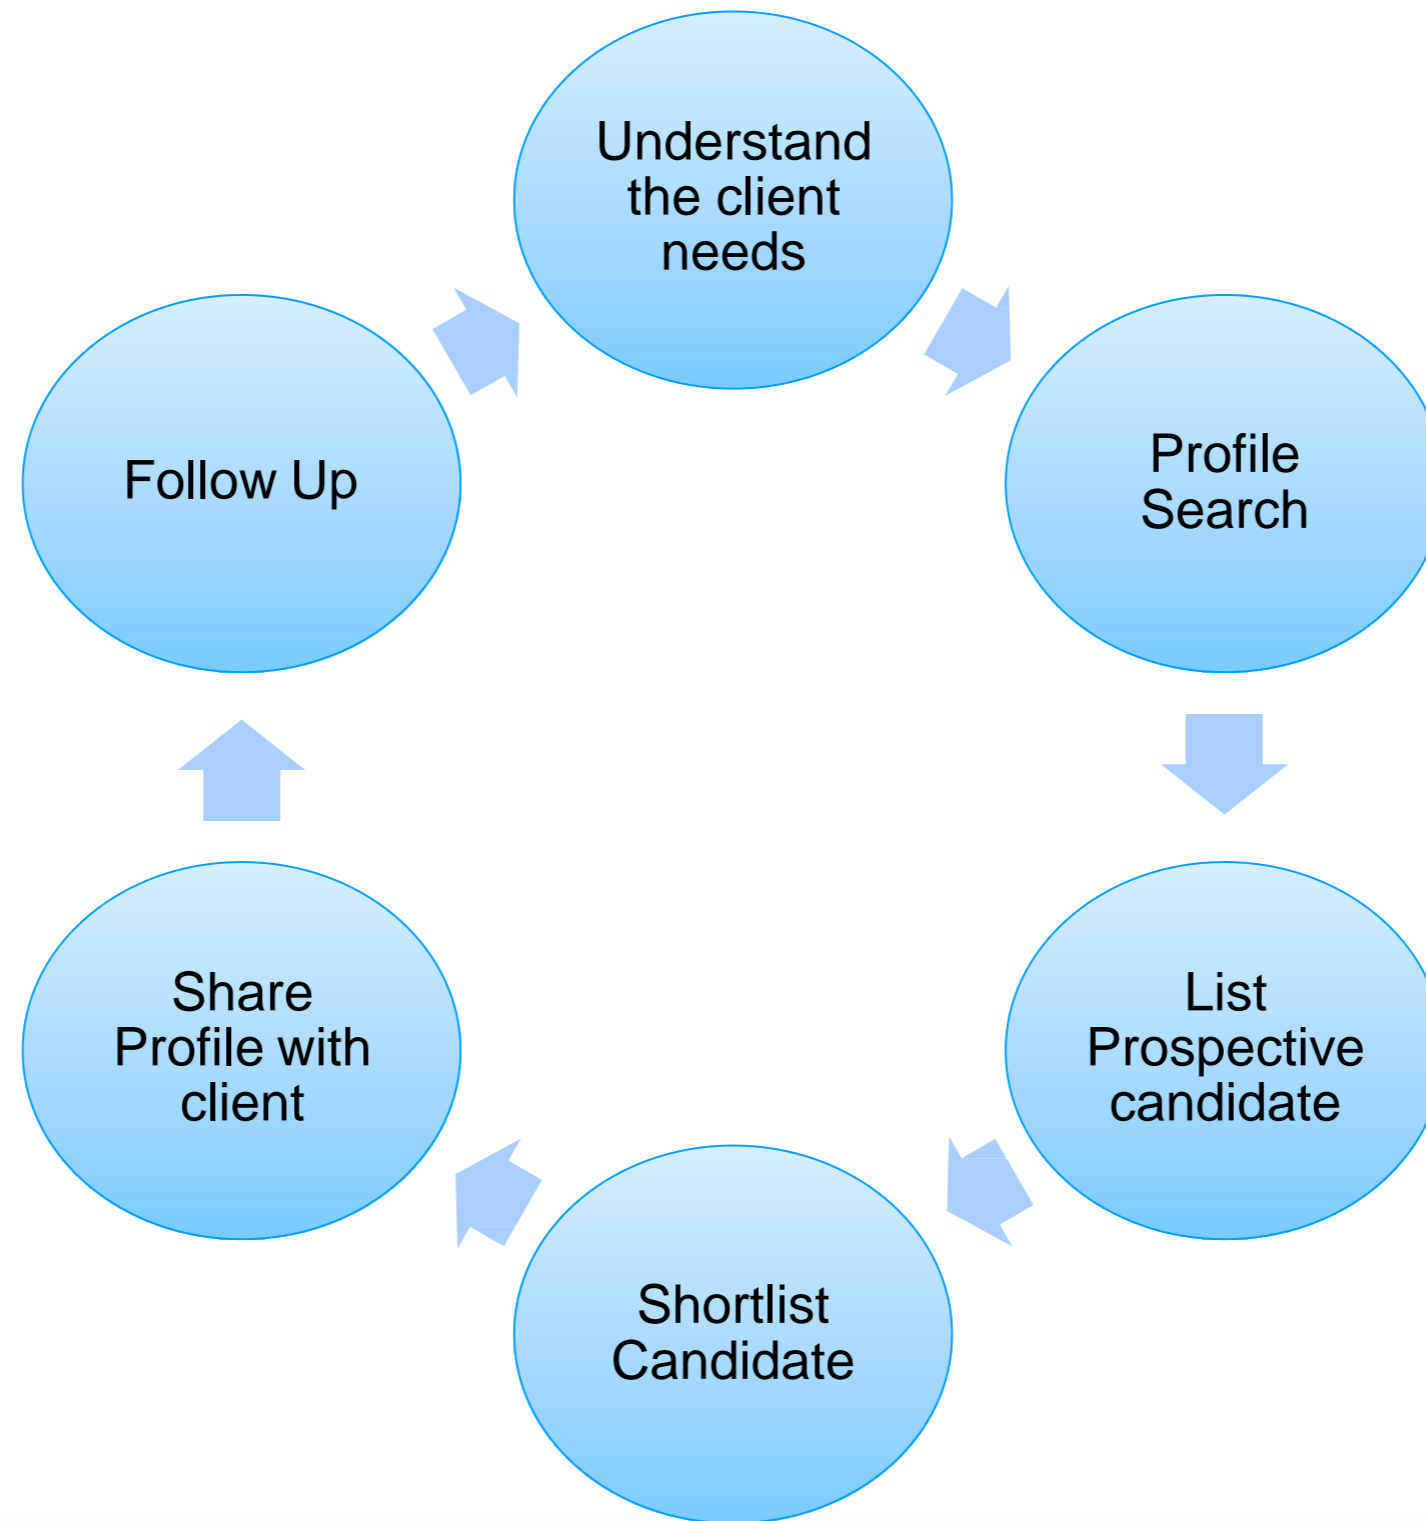 Understand
the client
needs
Profile
Search
List
Prospective
candidate
Shortlist
Candidate
Share
Profile with
client
Follow Up